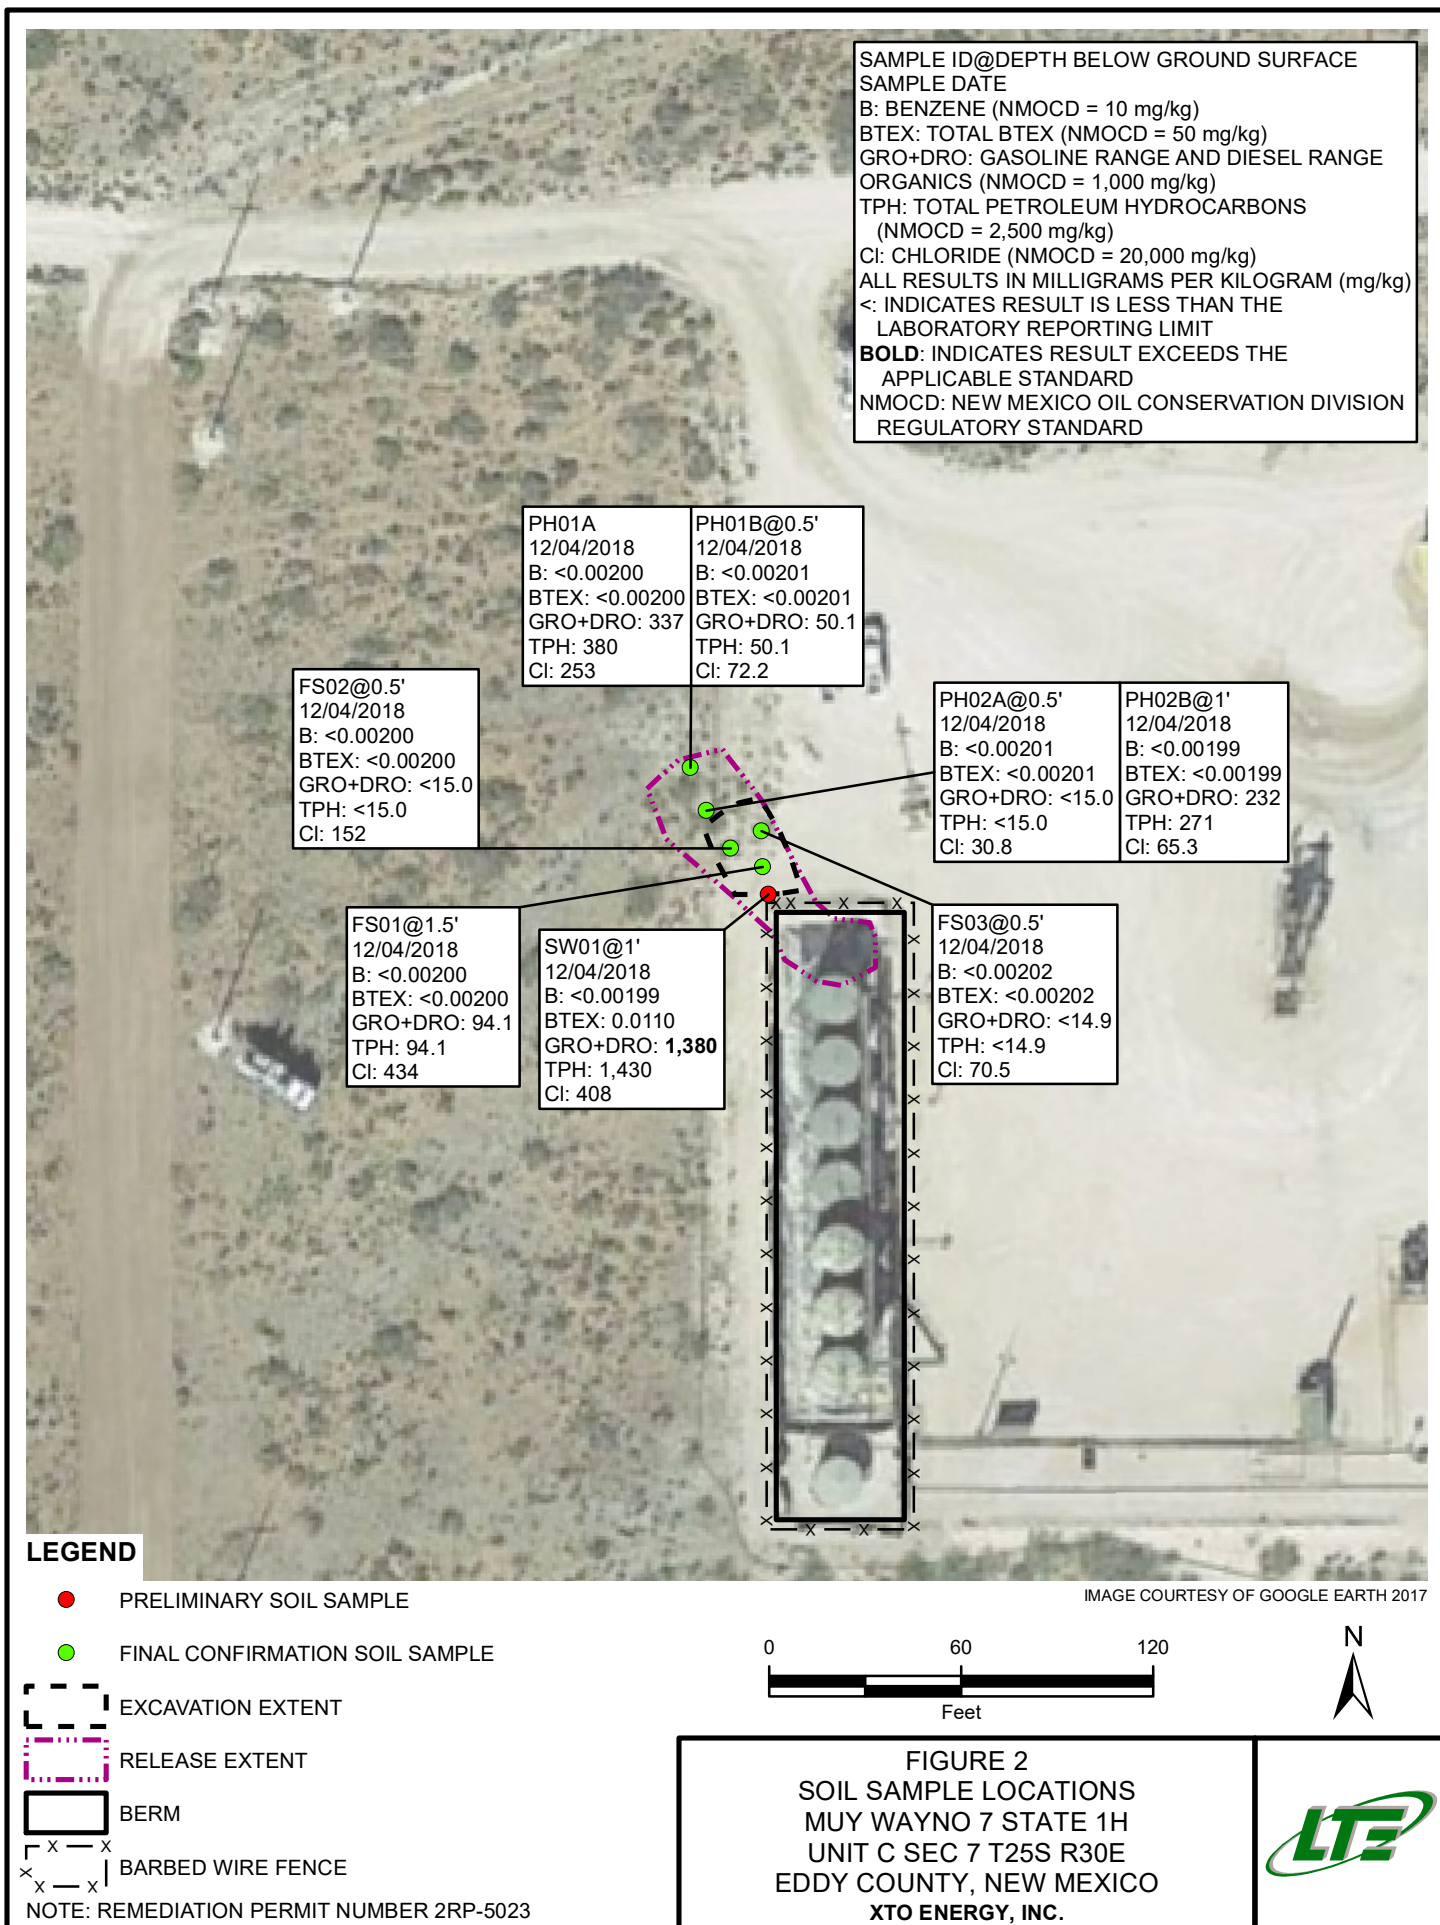 SAMPLE ID@DEPTH BELOW GROUND SURFACE
SAMPLE DATE
B: BENZENE (NMOCD = 10 mg/kg)
BTEX: TOTAL BTEX (NMOCD = 50 mg/kg)
GRO+DRO: GASOLINE RANGE AND DIESEL RANGE
ORGANICS (NMOCD = 1,000 mg/kg)
TPH: TOTAL PETROLEUM HYDROCARBONS
(NMOCD = 2,500 mg/kg)
Cl: CHLORIDE (NMOCD = 20,000 mg/kg)
ALL RESULTS IN MILLIGRAMS PER KILOGRAM (mg/kg)
<: INDICATES RESULT IS LESS THAN THE
LABORATORY REPORTING LIMIT
BOLD: INDICATES RESULT EXCEEDS THE
APPLICABLE STANDARD
NMOCD: NEW MEXICO OIL CONSERVATION DIVISION
REGULATORY STANDARD
PH01A
12/04/2018
B: <0.00200
BTEX: <0.00200
GRO+DRO: 337
TPH: 380
Cl: 253
PH01B@0.5'
12/04/2018
B: <0.00201
BTEX: <0.00201
GRO+DRO: 50.1
TPH: 50.1
Cl: 72.2
FS02@0.5'
12/04/2018
B: <0.00200
BTEX: <0.00200
GRO+DRO: <15.0
TPH: <15.0
Cl: 152
PH02A@0.5'
12/04/2018
B: <0.00201
BTEX: <0.00201
GRO+DRO: <15.0
TPH: <15.0
Cl: 30.8
PH02B@1'
12/04/2018
B: <0.00199
BTEX: <0.00199
GRO+DRO: 232
TPH: 271
Cl: 65.3
FS01@1.5'
12/04/2018
B: <0.00200
BTEX: <0.00200
GRO+DRO: 94.1
TPH: 94.1
Cl: 434
SW01@1'
12/04/2018
B: <0.00199
BTEX: 0.0110
GRO+DRO: 1,380
TPH: 1,430
Cl: 408
FS03@0.5'
12/04/2018
B: <0.00202
BTEX: <0.00202
GRO+DRO: <14.9
TPH: <14.9
Cl: 70.5
IMAGE COURTESY OF GOOGLE EARTH 2017
LEGEND
PRELIMINARY SOIL SAMPLE
FINAL CONFIRMATION SOIL SAMPLE
EXCAVATION EXTENT
RELEASE EXTENT
BERM
BARBED WIRE FENCE
NOTE: REMEDIATION PERMIT NUMBER 2RP-5023
0 60 120
Feet
N
FIGURE 2
SOIL SAMPLE LOCATIONS
MUY WAYNO 7 STATE 1H
UNIT C SEC 7 T25S R30E
EDDY COUNTY, NEW MEXICO
XTO ENERGY, INC.
LTE